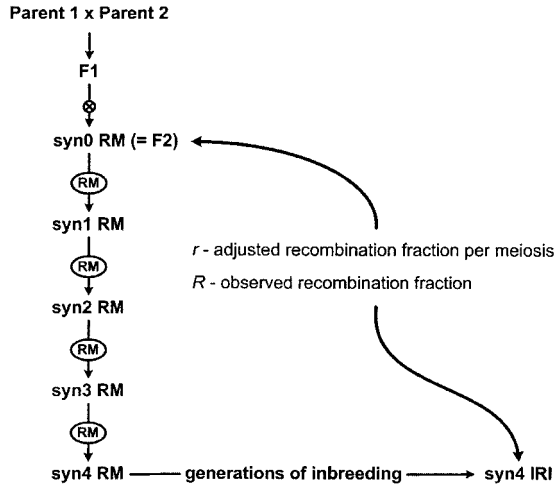 Parent 1 x Parent 2
F1
syn0 RM (= F2)
RM
syn1 RM
RM
syn2 RM
RM
syn3 RM
RM
syn4 RM
generations of inbreeding
syn4 IRI
r - adjusted recombination fraction per meiosis
R - observed recombination fraction